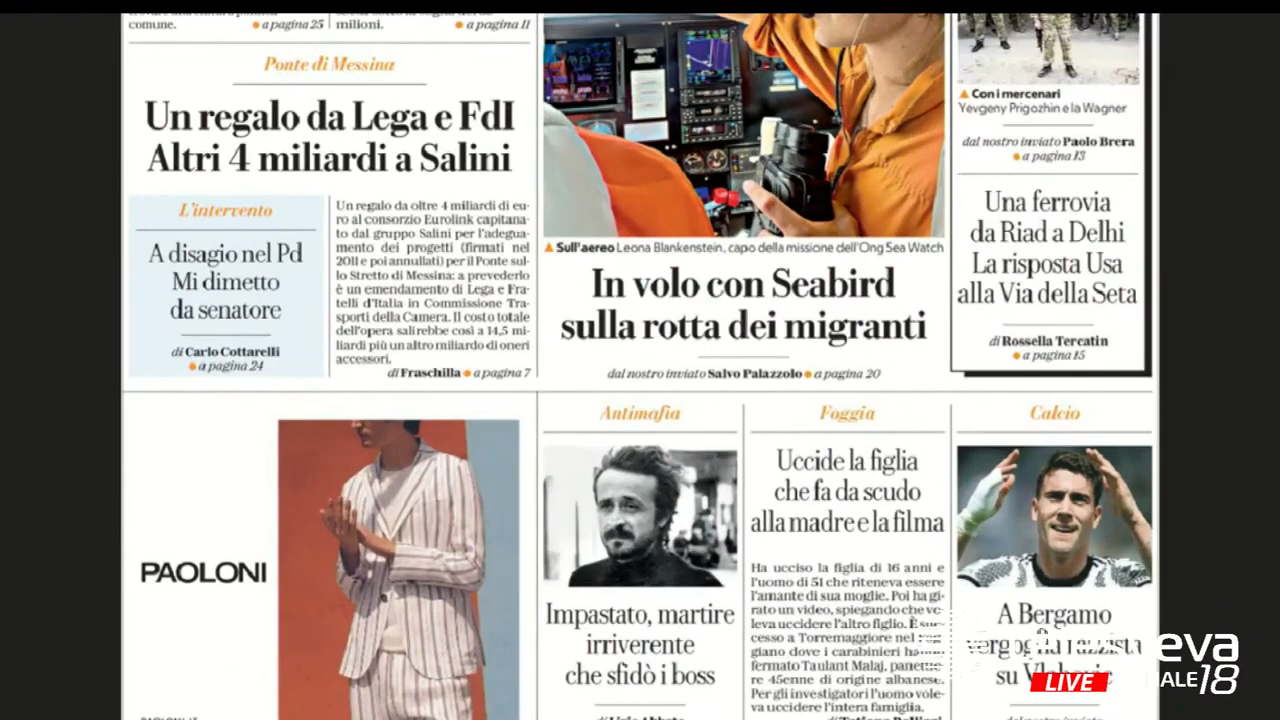 comune.
a pagina 25
milioni.
a pagina 11
Ponte di Messina
Un regalo da Lega e FdI
Altri 4 miliardi a Salini
L'intervento
A disagio nel Pd
Mi dimetto
da senatore
di Carlo Cottarelli
a pagina 24
Un regalo da oltre 4 miliardi di eu-
ro al consorzio Eurolink capitana-
to dal gruppo Salini per l'adegua-
mento dei progetti (firmati nel
2011 e poi annullati) per il Ponte sul-
lo Stretto di Messina: a prevederlo
è un emendamento di Lega e Fra-
telli d'Italia in Commissione Tra-
sporti della Camera. Il costo totale
dell'opera salirebbe così a 14,5 mi-
liardi più un altro miliardo di oneri
accessori.
di Fraschilla a pagina 7
Sull'aereo Leona Blankenstein, capo della missione dell'Ong Sea Watch
In volo con Seabird
sulla rotta dei migranti
dal nostro inviato Salvo Palazzolo a pagina 20
Con i mercenari
Yevgeny Prigozhin e la Wagner
dal nostro inviato Paolo Brera
a pagina 13
Una ferrovia
da Riad a Delhi
La risposta Usa
alla Via della Seta
di Rossella Tercatin
a pagina 15
PAOLONI
Antimafia
Impastato, martire
irriverente
che sfidò i boss
Foggia
Uccide la figlia
che fa da scudo
alla madre e la filma
Ha ucciso la figlia di 16 anni e
l'uomo di 51 che riteneva essere
l'amante di sua moglie. Poi ha gi-
rato un video, spiegando che vo-
leva uccidere l'altro figlio. È suc-
cesso a Torremaggiore nel
giano dove i carabinieri hanno
fermato Taulant Malaj, panettie-
re 45enne di origine albanese.
Per gli investigatori l'uomo vole-
va uccidere l'intera famiglia.
Calcio
A Bergamo
vergogna razzista
su Vlahovic
LIVE
18